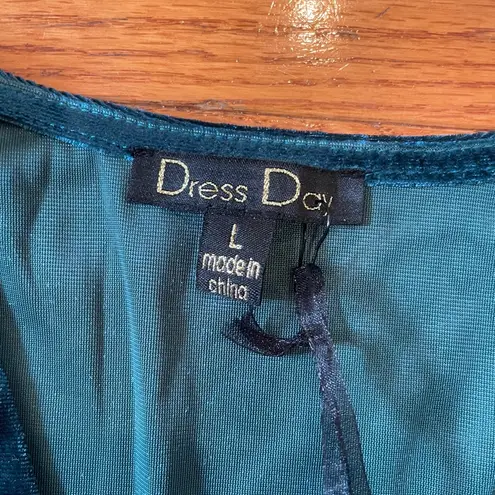 Dress Day
L
made in
china